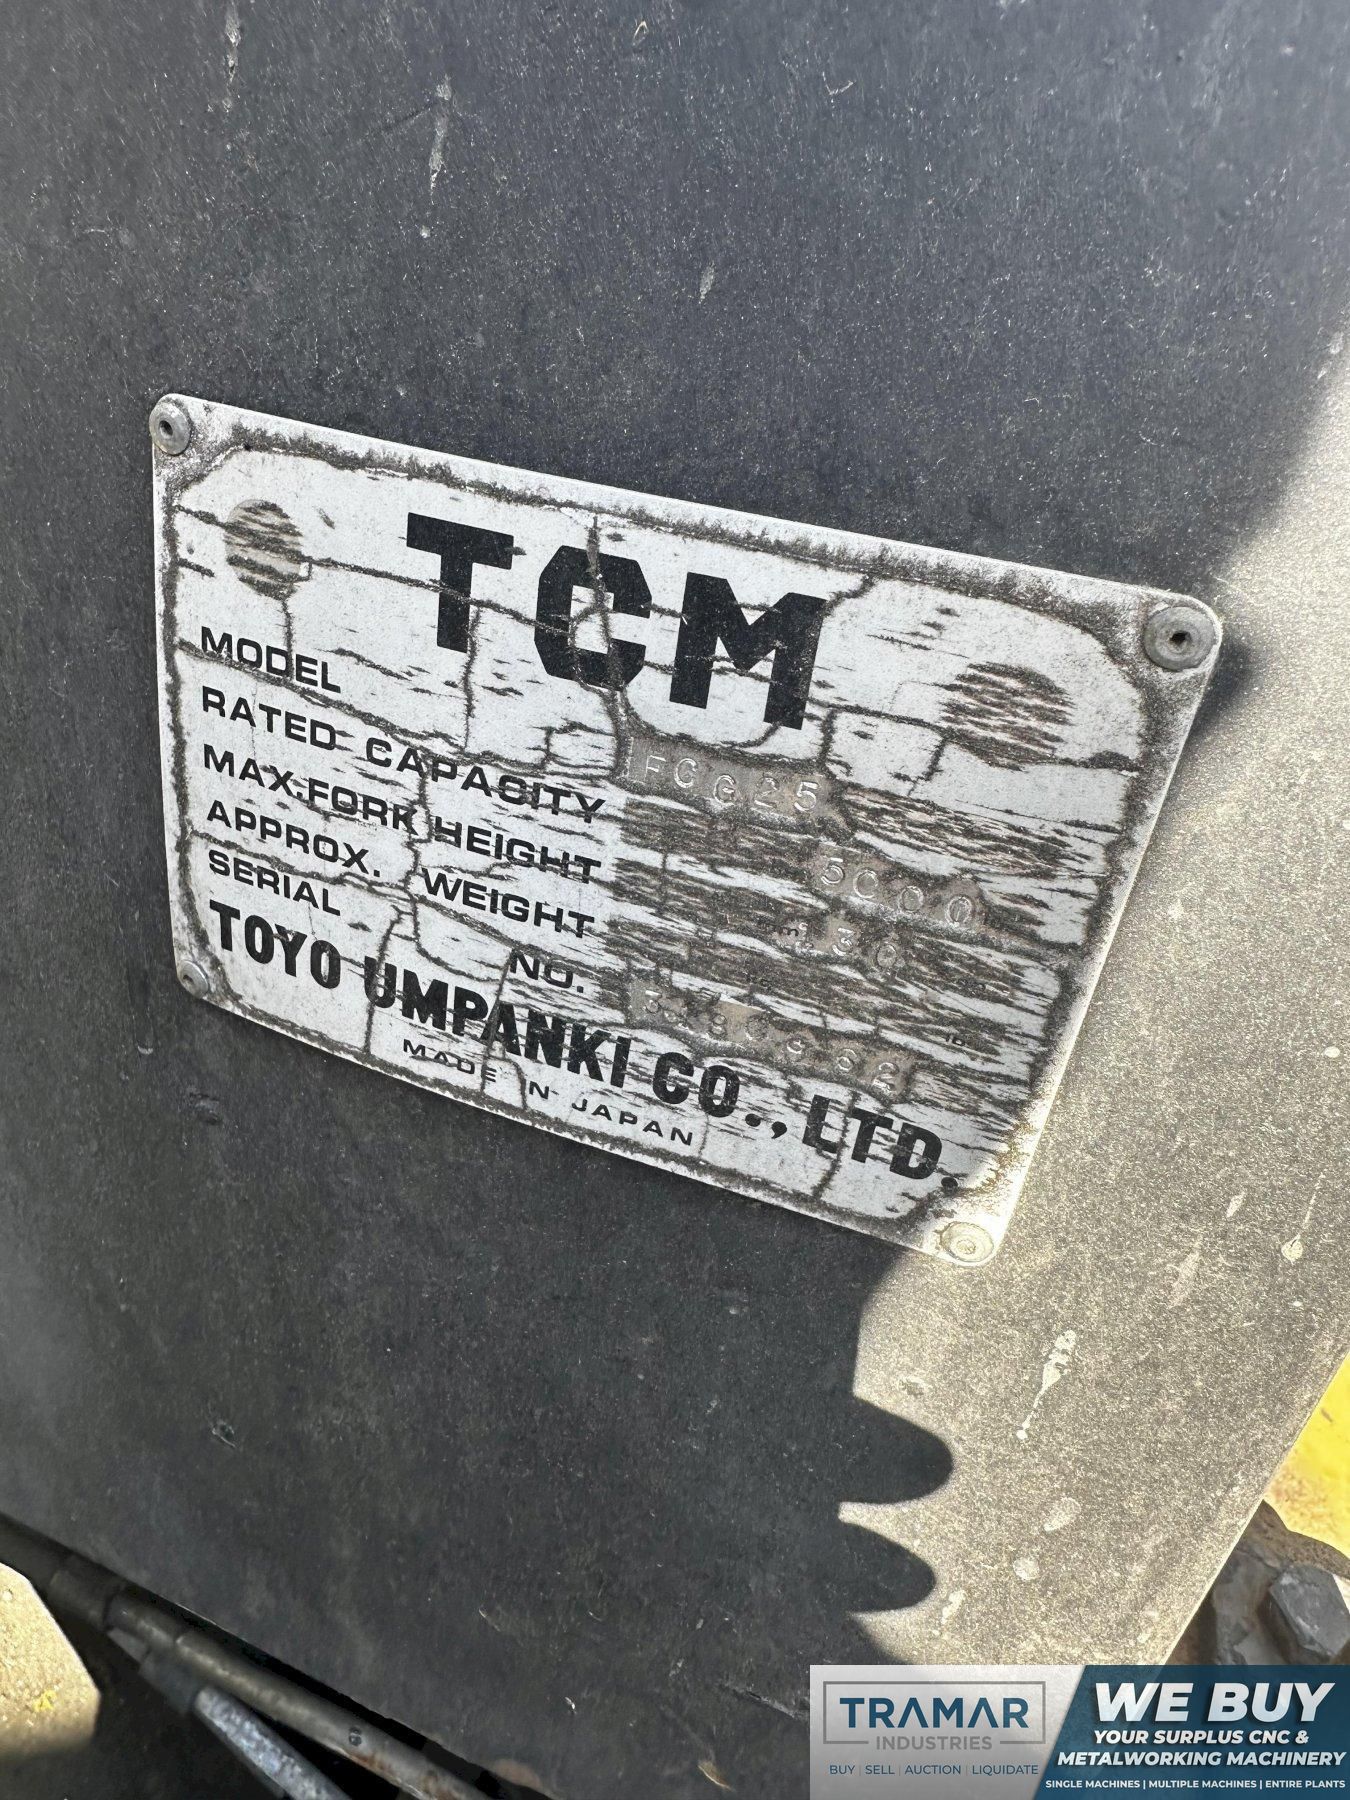 TCM
MODEL FCG25
RATED CAPACITY 5000
MAX. FORK HEIGHT 130
APPROX. WEIGHT
SERIAL NO.
TOYO UMPANKI CO., LTD.
MADE IN JAPAN
TRAMAR
INDUSTRIES
BUY | SELL | AUCTION | LIQUIDATE
WE BUY
YOUR SURPLUS CNC &
METALWORKING MACHINERY
SINGLE MACHINES | MULTIPLE MACHINES | ENTIRE PLANTS